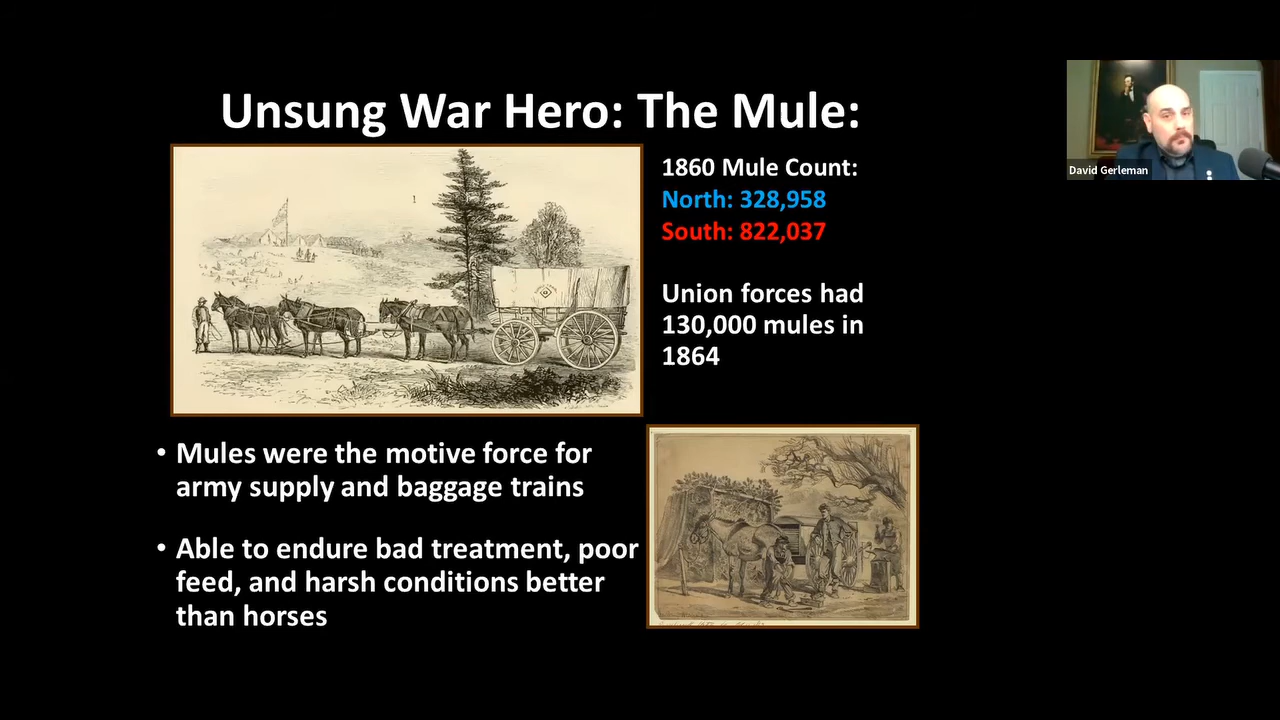 Unsung War Hero: The Mule:
1860 Mule Count:
North: 328,958
South: 822,037
Union forces had
130,000 mules in
1864
• Mules were the motive force for
army supply and baggage trains
• Able to endure bad treatment, poor
feed, and harsh conditions better
than horses
David Gerleman